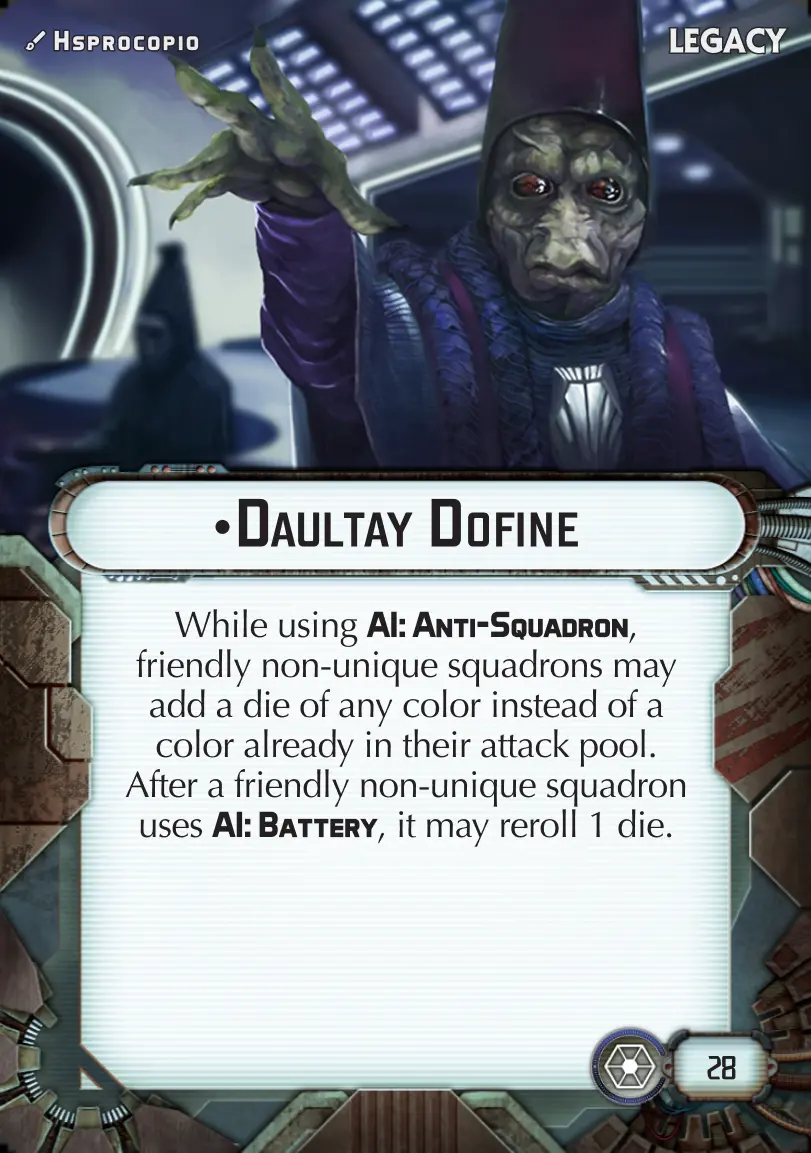 Hsprocopio
LEGACY
•Daultay Dofine
While using AI: Anti-Squadron,
friendly non-unique squadrons may
add a die of any color instead of a
color already in their attack pool.
After a friendly non-unique squadron
uses AI: Battery, it may reroll 1 die.
28